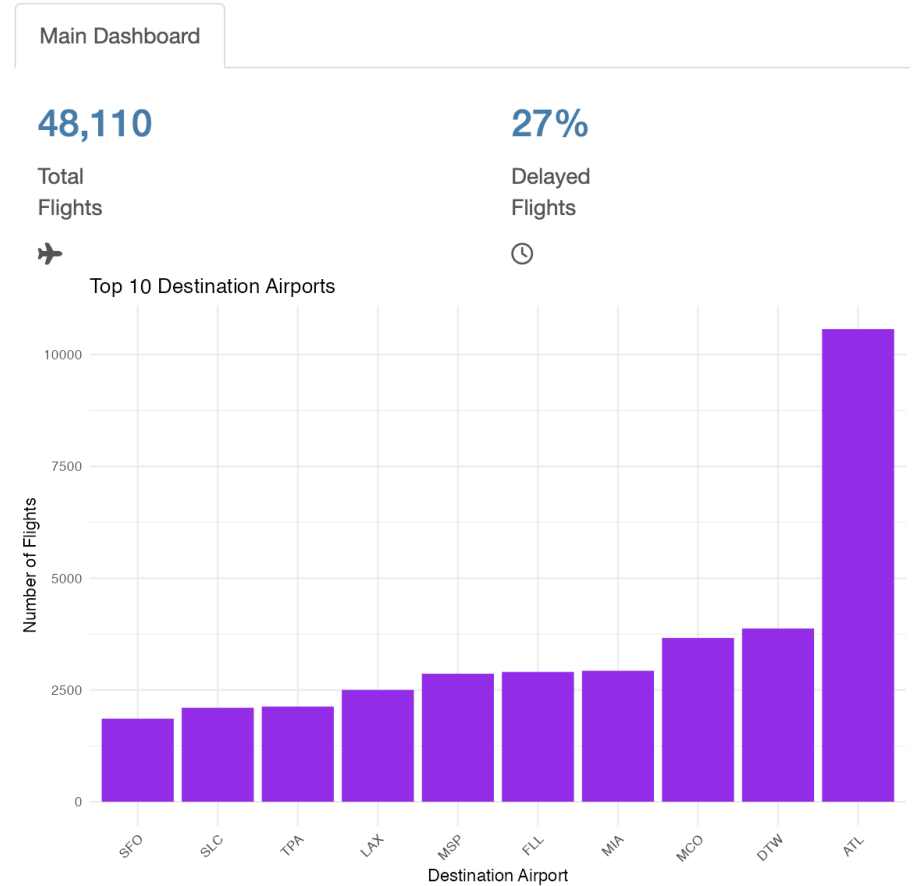 Main Dashboard
48,110
27%
Total
Flights
Delayed
Flights
Top 10 Destination Airports
10000
7500
5000
2500
0
Number of Flights
SFO
SLC
TPA
LAX
MSP
FLL
MIA
MCO
DTW
ATL
Destination Airport